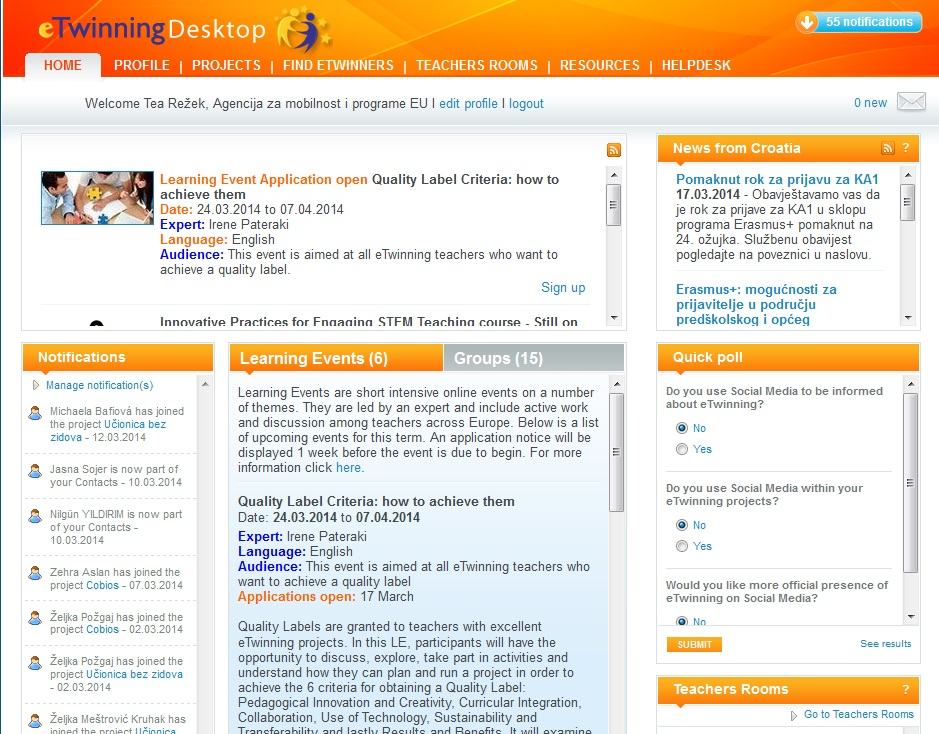 eTwinning Desktop
55 notifications
HOME PROFILE | PROJECTS | FIND ETWINNERS | TEACHERS ROOMS | RESOURCES | HELPDESK
Welcome Tea Režek, Agencija za mobilnost i programe EU I edit profile I logout
0 new
Learning Event Application open Quality Label Criteria: how to
achieve them
Date: 24.03.2014 to 07.04.2014
Expert: Irene Pateraki
Language: English
Audience: This event is aimed at all eTwinning teachers who want to
achieve a quality label.
Sign up
Innovative Practices for Engaging STEM Teaching course - Still on
News from Croatia ?
Pomaknut rok za prijavu za KA1
17.03.2014 - Obavještavamo vas da
je rok za prijave za KA1 u sklopu
programa Erasmus+ pomaknut na
24. ožujka. Službenu obavijest
pogledajte na poveznici u naslovu.
Erasmus+: mogućnosti za
prijavitelje u području
predškolskog i općeg
Notifications
Manage notification(s)
Michaela Bafiová has joined
the project Učionica bez
zidova - 12.03.2014
Jasna Sojer is now part of
your Contacts - 10.03.2014
Nilgün YILDIRIM is now part
of your Contacts -
10.03.2014
Zehra Aslan has joined the
project Cobios - 07.03.2014
Željka Požgaj has joined the
project Cobios - 02.03.2014
Željka Požgaj has joined the
project Učionica bez zidova
- 02.03.2014
Željka Meštrović Kruhak has
joined the project Učionica
Learning Events (6) Groups (15)
Learning Events are short intensive online events on a number
of themes. They are led by an expert and include active work
and discussion among teachers across Europe. Below is a list
of upcoming events for this term. An application notice will be
displayed 1 week before the event is due to begin. For more
information click here.
Quality Label Criteria: how to achieve them
Date: 24.03.2014 to 07.04.2014
Expert: Irene Pateraki
Language: English
Audience: This event is aimed at all eTwinning teachers who
want to achieve a quality label
Applications open: 17 March
Quality Labels are granted to teachers with excellent
eTwinning projects. In this LE, participants will have the
opportunity to discuss, explore, take part in activities and
understand how they can plan and run a project in order to
achieve the 6 criteria for obtaining a Quality Label:
Pedagogical Innovation and Creativity, Curricular Integration,
Collaboration, Use of Technology, Sustainability and
Transferability and lastly Results and Benefits. It will examine
Quick poll
Do you use Social Media to be informed
about eTwinning?
No
Yes
Do you use Social Media within your
eTwinning projects?
No
Yes
Would you like more official presence of
eTwinning on Social Media?
No
SUBMIT See results
Teachers Rooms ?
Go to Teachers Rooms